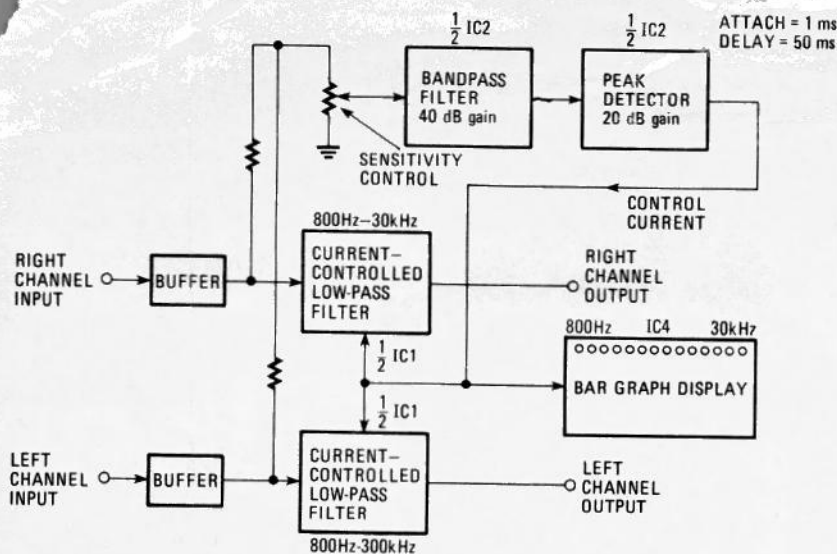 1/2 IC2
1/2 IC2
ATTACH = 1 ms
DELAY = 50 ms
BANDPASS
FILTER
40 dB gain
PEAK
DETECTOR
20 dB gain
SENSITIVITY
CONTROL
CONTROL
CURRENT
800Hz–30kHz
RIGHT
CHANNEL
INPUT
BUFFER
CURRENT–
CONTROLLED
LOW-PASS
FILTER
RIGHT
CHANNEL
OUTPUT
1/2 IC1
800Hz IC4 30kHz
BAR GRAPH DISPLAY
1/2 IC1
LEFT
CHANNEL
INPUT
BUFFER
CURRENT–
CONTROLLED
LOW-PASS
FILTER
LEFT
CHANNEL
OUTPUT
800Hz-300kHz